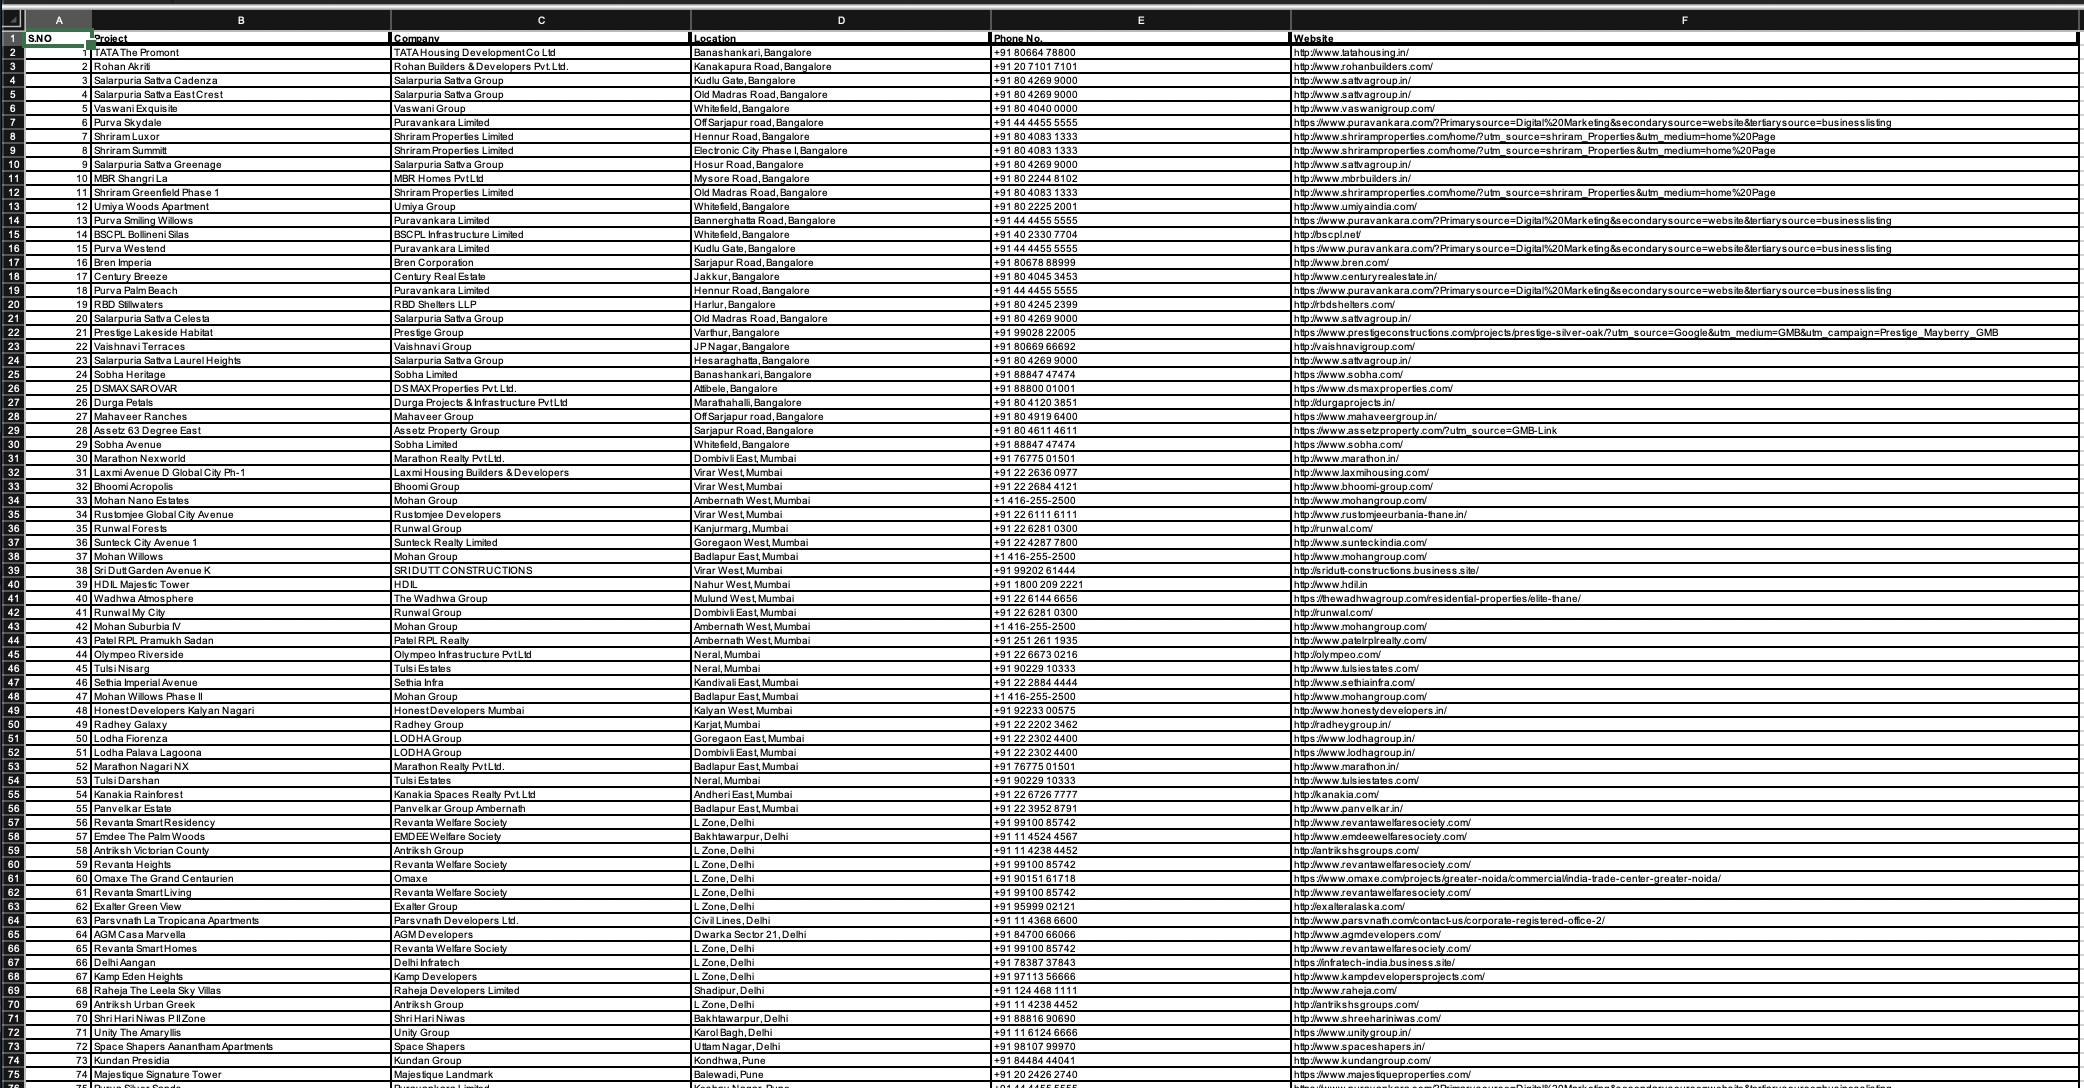 A B C D E F
1 S.NO Project Company Location Phone No. Website
2 1 TATA The Promont TATA Housing Development Co Ltd Banashankari, Bangalore +91 80664 78800 http://www.tatahousing.in/
3 2 Rohan Akriti Rohan Builders & Developers Pvt. Ltd. Kanakapura Road, Bangalore +91 20 7101 7101 http://www.rohanbuilders.com/
4 3 Salarpuria Sattva Cadenza Salarpuria Sattva Group Kudlu Gate, Bangalore +91 80 4269 9000 http://www.sattvagroup.in/
5 4 Salarpuria Sattva East Crest Salarpuria Sattva Group Old Madras Road, Bangalore +91 80 4269 9000 http://www.sattvagroup.in/
6 5 Vaswani Exquisite Vaswani Group Whitefield, Bangalore +91 80 4040 0000 http://www.vaswanigroup.com/
7 6 Purva Skydale Puravankara Limited Off Sarjapur road, Bangalore +91 44 4455 5555 https://www.puravankara.com/?Primarysource=Digital%20Marketing&secondarysource=website&tertiarysource=businesslisting
8 7 Shriram Luxor Shriram Properties Limited Hennur Road, Bangalore +91 80 4083 1333 http://www.shriramproperties.com/home/?utm_source=shriram_Properties&utm_medium=home%20Page
9 8 Shriram Summitt Shriram Properties Limited Electronic City Phase I, Bangalore +91 80 4083 1333 http://www.shriramproperties.com/home/?utm_source=shriram_Properties&utm_medium=home%20Page
10 9 Salarpuria Sattva Greenage Salarpuria Sattva Group Hosur Road, Bangalore +91 80 4269 9000 http://www.sattvagroup.in/
11 10 MBR Shangri La MBR Homes Pvt Ltd Mysore Road, Bangalore +91 80 2244 8102 http://www.mbrbuilders.in/
12 11 Shriram Greenfield Phase 1 Shriram Properties Limited Old Madras Road, Bangalore +91 80 4083 1333 http://www.shriramproperties.com/home/?utm_source=shriram_Properties&utm_medium=home%20Page
13 12 Umiya Woods Apartment Umiya Group Whitefield, Bangalore +91 80 2225 2001 http://www.umiyaindia.com/
14 13 Purva Smiling Willows Puravankara Limited Bannerghatta Road, Bangalore +91 44 4455 5555 https://www.puravankara.com/?Primarysource=Digital%20Marketing&secondarysource=website&tertiarysource=businesslisting
15 14 BSCPL Bollineni Silas BSCPL Infrastructure Limited Whitefield, Bangalore +91 40 2330 7704 http://bscpl.net/
16 15 Purva Westend Puravankara Limited Kudlu Gate, Bangalore +91 44 4455 5555 https://www.puravankara.com/?Primarysource=Digital%20Marketing&secondarysource=website&tertiarysource=businesslisting
17 16 Bren Imperia Bren Corporation Sarjapur Road, Bangalore +91 80678 88999 http://www.bren.com/
18 17 Century Breeze Century Real Estate Jakkur, Bangalore +91 80 4045 3453 http://www.centuryrealestate.in/
19 18 Purva Palm Beach Puravankara Limited Hennur Road, Bangalore +91 44 4455 5555 https://www.puravankara.com/?Primarysource=Digital%20Marketing&secondarysource=website&tertiarysource=businesslisting
20 19 RBD Stillwaters RBD Shelters LLP Harlur, Bangalore +91 80 4245 2399 http://rbdshelters.com/
21 20 Salarpuria Sattva Celesta Salarpuria Sattva Group Old Madras Road, Bangalore +91 80 4269 9000 http://www.sattvagroup.in/
22 21 Prestige Lakeside Habitat Prestige Group Varthur, Bangalore +91 99028 22005 https://www.prestigeconstructions.com/projects/prestige-silver-oak/?utm_source=Google&utm_medium=GMB&utm_campaign=Prestige_Mayberry_GMB
23 22 Vaishnavi Terraces Vaishnavi Group JP Nagar, Bangalore +91 80669 66692 http://vaishnavigroup.com/
24 23 Salarpuria Sattva Laurel Heights Salarpuria Sattva Group Hesaraghatta, Bangalore +91 80 4269 9000 http://www.sattvagroup.in/
25 24 Sobha Heritage Sobha Limited Banashankari, Bangalore +91 88847 47474 https://www.sobha.com/
26 25 DSMAX SAROVAR DS MAX Properties Pvt. Ltd. Attibele, Bangalore +91 88800 01001 https://www.dsmaxproperties.com/
27 26 Durga Petals Durga Projects & Infrastructure Pvt Ltd Marathahalli, Bangalore +91 80 4120 3851 http://durgaprojects.in/
28 27 Mahaveer Ranches Mahaveer Group Off Sarjapur road, Bangalore +91 80 4919 6400 https://www.mahaveergroup.in/
29 28 Assetz 63 Degree East Assetz Property Group Sarjapur Road, Bangalore +91 80 4611 4611 https://www.assetzproperty.com/?utm_source=GMB-Link
30 29 Sobha Avenue Sobha Limited Whitefield, Bangalore +91 88847 47474 https://www.sobha.com/
31 30 Marathon Nexworld Marathon Realty Pvt Ltd. Dombivli East, Mumbai +91 76775 01501 http://www.marathon.in/
32 31 Laxmi Avenue D Global City Ph-1 Laxmi Housing Builders & Developers Virar West, Mumbai +91 22 2636 0977 http://www.laxmihousing.com/
33 32 Bhoomi Acropolis Bhoomi Group Virar West, Mumbai +91 22 2684 4121 http://www.bhoomi-group.com/
34 33 Mohan Nano Estates Mohan Group Ambernath West, Mumbai +1 416-255-2500 http://www.mohangroup.com/
35 34 Rustomjee Global City Avenue Rustomjee Developers Virar West, Mumbai +91 22 6111 6111 http://www.rustomjeeurbania-thane.in/
36 35 Runwal Forests Runwal Group Kanjurmarg, Mumbai +91 22 6281 0300 http://runwal.com/
37 36 Sunteck City Avenue 1 Sunteck Realty Limited Goregaon West, Mumbai +91 22 4287 7800 http://www.sunteckindia.com/
38 37 Mohan Willows Mohan Group Badlapur East, Mumbai +1 416-255-2500 http://www.mohangroup.com/
39 38 Sri Dutt Garden Avenue K SRI DUTT CONSTRUCTIONS Virar West, Mumbai +91 99202 61444 http://sridutt-constructions.business.site/
40 39 HDIL Majestic Tower HDIL Nahur West, Mumbai +91 1800 209 2221 http://www.hdil.in
41 40 Wadhwa Atmosphere The Wadhwa Group Mulund West, Mumbai +91 22 6144 6656 https://thewadhwagroup.com/residential-properties/elite-thane/
42 41 Runwal My City Runwal Group Dombivli East, Mumbai +91 22 6281 0300 http://runwal.com/
43 42 Mohan Suburbia IV Mohan Group Ambernath West, Mumbai +1 416-255-2500 http://www.mohangroup.com/
44 43 Patel RPL Pramukh Sadan Patel RPL Realty Ambernath West, Mumbai +91 251 261 1935 http://www.patelrplrealty.com/
45 44 Olympeo Riverside Olympeo Infrastructure Pvt Ltd Neral, Mumbai +91 22 6673 0216 http://olympeo.com/
46 45 Tulsi Nisarg Tulsi Estates Neral, Mumbai +91 90229 10333 http://www.tulsiestates.com/
47 46 Sethia Imperial Avenue Sethia Infra Kandivali East, Mumbai +91 22 2884 4444 http://www.sethiainfra.com/
48 47 Mohan Willows Phase II Mohan Group Badlapur East, Mumbai +1 416-255-2500 http://www.mohangroup.com/
49 48 Honest Developers Kalyan Nagari Honest Developers Mumbai Kalyan West, Mumbai +91 92233 00575 http://www.honestydevelopers.in/
50 49 Radhey Galaxy Radhey Group Karjat, Mumbai +91 22 2202 3462 http://radheygroup.in/
51 50 Lodha Fiorenza LODHA Group Goregaon East, Mumbai +91 22 2302 4400 https://www.lodhagroup.in/
52 51 Lodha Palava Lagoona LODHA Group Dombivli East, Mumbai +91 22 2302 4400 https://www.lodhagroup.in/
53 52 Marathon Nagari NX Marathon Realty Pvt Ltd. Badlapur East, Mumbai +91 76775 01501 http://www.marathon.in/
54 53 Tulsi Darshan Tulsi Estates Neral, Mumbai +91 90229 10333 http://www.tulsiestates.com/
55 54 Kanakia Rainforest Kanakia Spaces Realty Pvt. Ltd Andheri East, Mumbai +91 22 6726 7777 http://kanakia.com/
56 55 Panvelkar Estate Panvelkar Group Ambernath Badlapur East, Mumbai +91 22 3952 8791 http://www.panvelkar.in/
57 56 Revanta Smart Residency Revanta Welfare Society L Zone, Delhi +91 99100 85742 http://www.revantawelfaresociety.com/
58 57 Emdee The Palm Woods EMDEE Welfare Society Bakhtawarpur, Delhi +91 11 4524 4567 http://www.emdeewelfaresociety.com/
59 58 Antriksh Victorian County Antriksh Group L Zone, Delhi +91 11 4238 4452 http://antrikshsgroups.com/
60 59 Revanta Heights Revanta Welfare Society L Zone, Delhi +91 99100 85742 http://www.revantawelfaresociety.com/
61 60 Omaxe The Grand Centaurien Omaxe L Zone, Delhi +91 90151 61718 https://www.omaxe.com/projects/greater-noida/commercial/india-trade-center-greater-noida/
62 61 Revanta Smart Living Revanta Welfare Society L Zone, Delhi +91 99100 85742 http://www.revantawelfaresociety.com/
63 62 Exalter Green View Exalter Group L Zone, Delhi +91 95999 02121 http://exalteralaska.com/
64 63 Parsvnath La Tropicana Apartments Parsvnath Developers Ltd. Civil Lines, Delhi +91 11 4368 6600 http://www.parsvnath.com/contact-us/corporate-registered-office-2/
65 64 AGM Casa Marvella AGM Developers Dwarka Sector 21, Delhi +91 84700 66066 http://www.agmdevelopers.com/
66 65 Revanta Smart Homes Revanta Welfare Society L Zone, Delhi +91 99100 85742 http://www.revantawelfaresociety.com/
67 66 Delhi Aangan Delhi Infratech L Zone, Delhi +91 78387 37843 https://infratech-india.business.site/
68 67 Kamp Eden Heights Kamp Developers L Zone, Delhi +91 97113 56666 http://www.kampdevelopersprojects.com/
69 68 Raheja The Leela Sky Villas Raheja Developers Limited Shadipur, Delhi +91 124 468 1111 http://www.raheja.com/
70 69 Antriksh Urban Greek Antriksh Group L Zone, Delhi +91 11 4238 4452 http://antrikshsgroups.com/
71 70 Shri Hari Niwas P II Zone Shri Hari Niwas Bakhtawarpur, Delhi +91 88816 90690 http://www.shreehariniwas.com/
72 71 Unity The Amaryllis Unity Group Karol Bagh, Delhi +91 11 6124 6666 https://www.unitygroup.in/
73 72 Space Shapers Aanantham Apartments Space Shapers Uttam Nagar, Delhi +91 98107 99970 http://www.spaceshapers.in/
74 73 Kundan Presidia Kundan Group Kondhwa, Pune +91 84484 44041 http://www.kundangroup.com/
75 74 Majestique Signature Tower Majestique Landmark Balewadi, Pune +91 20 2426 2740 http://www.majestiqueproperties.com/